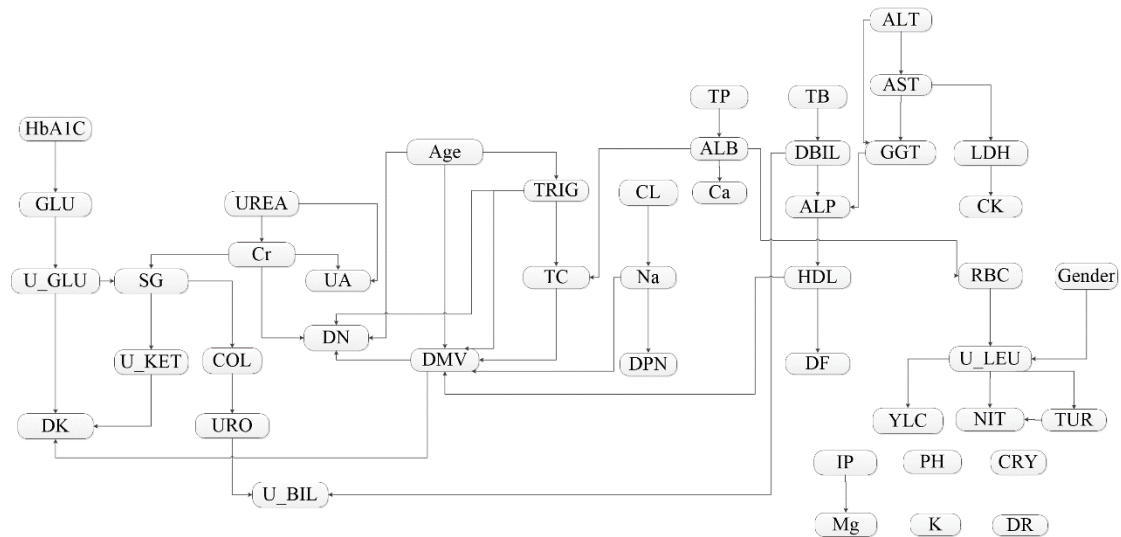 ALT
AST
TP
TB
HbA1C
Age
ALB
DBIL
GGT
LDH
TRIG
CL
Ca
GLU
UREA
ALP
CK
Cr
U_GLU
SG
UA
TC
Na
HDL
RBC
Gender
DN
U_KET
COL
DMV
DPN
DF
U_LEU
DK
URO
YLC
NIT
TUR
IP
PH
CRY
U_BIL
Mg
K
DR